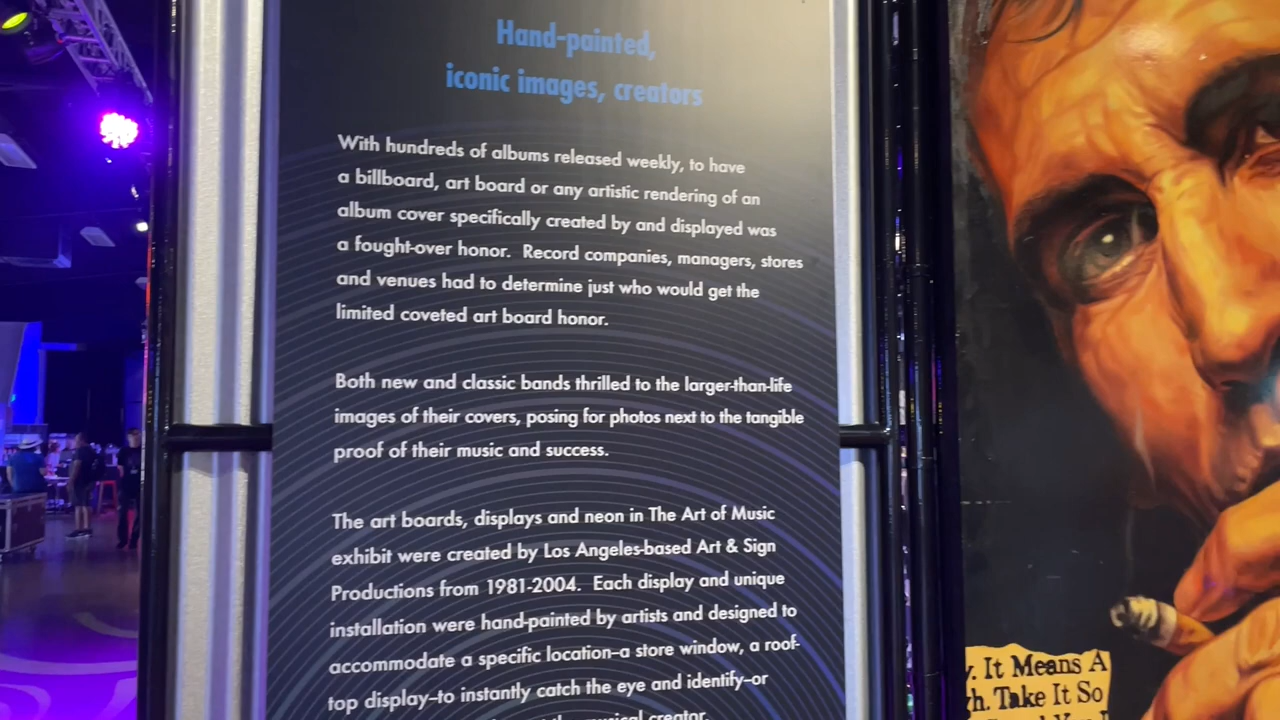 Hand-painted,
iconic images, creators
With hundreds of albums released weekly, to have
a billboard, art board or any artistic rendering of an
album cover specifically created by and displayed was
a fought-over honor. Record companies, managers, stores
and venues had to determine just who would get the
limited coveted art board honor.
Both new and classic bands thrilled to the larger-than-life
images of their covers, posing for photos next to the tangible
proof of their music and success.
The art boards, displays and neon in The Art of Music
exhibit were created by Los Angeles-based Art & Sign
Productions from 1981-2004. Each display and unique
installation were hand-painted by artists and designed to
accommodate a specific location–a store window, a roof-
top display–to instantly catch the eye and identify–or
musical creator.
. It Means A
h. Take It So